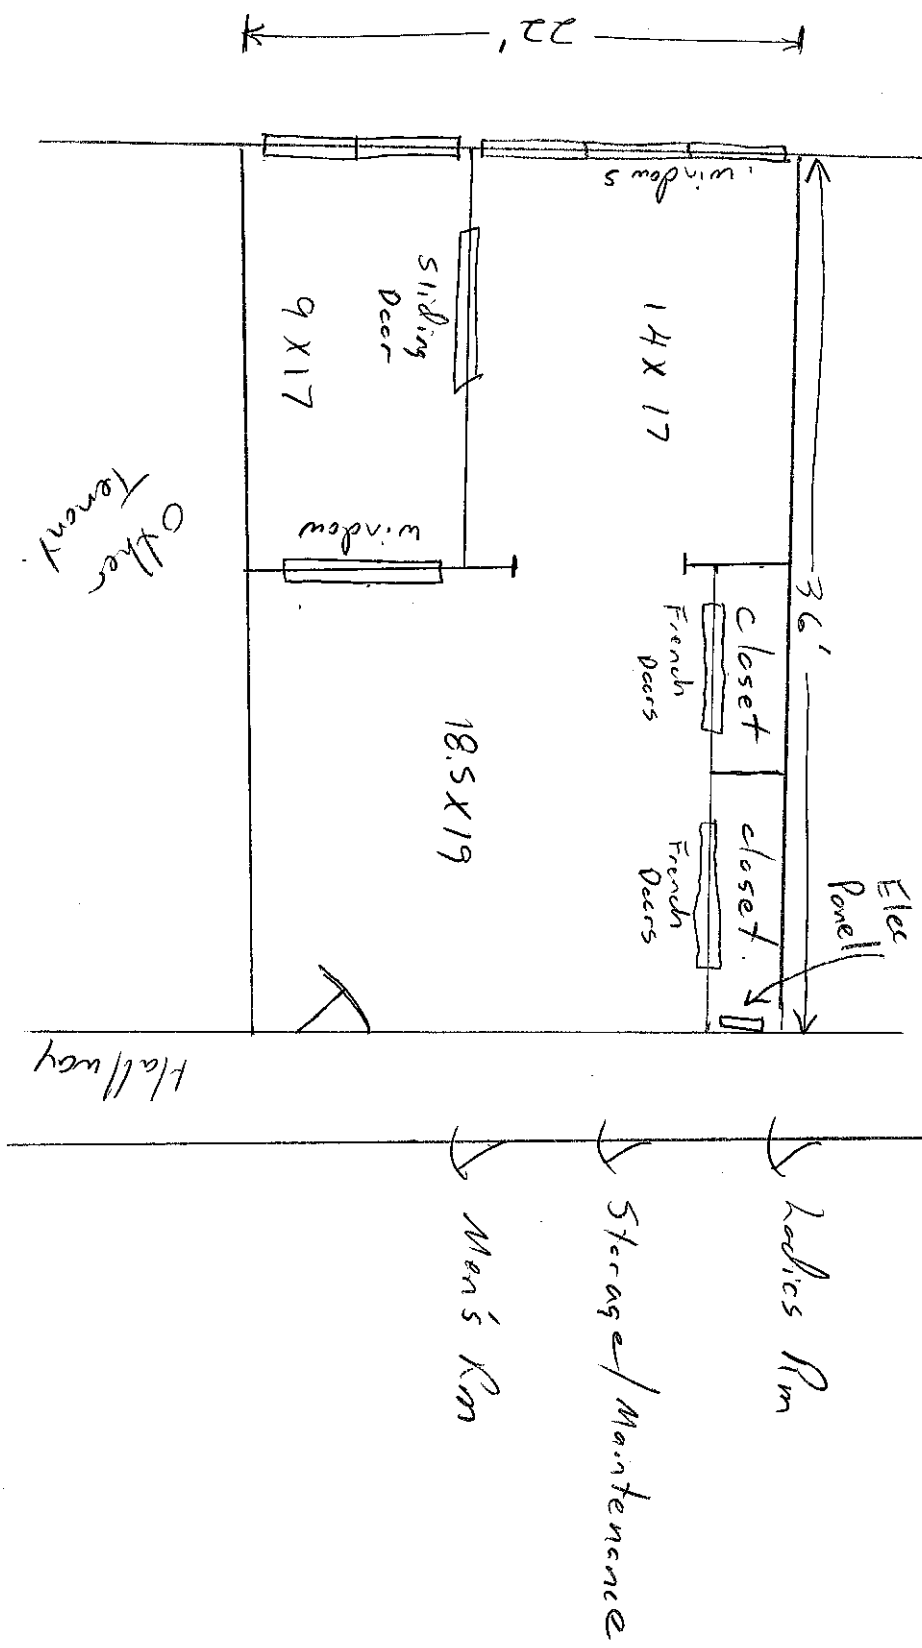 22'
windows
Sliding
Door
9 X 17
14 X 17
Other
Tenant.
window
36'
closet
French
Doors
18.5 X 19
closet
French
Doors
Elec
Panel
Hallway
Ladies Rm
Storage/Maintenance
Men's Rm